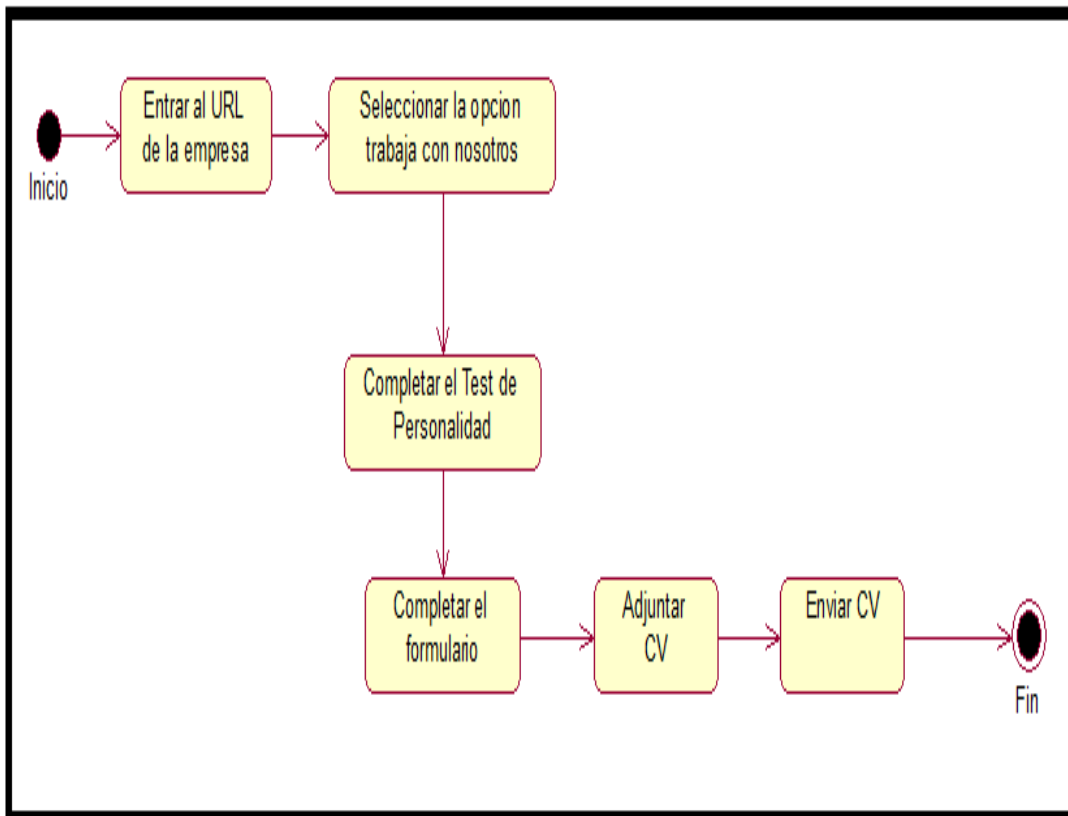 Entrar al URL
de la empresa
Seleccionar la opcion
trabaja con nosotros
Inicio
Completar el Test de
Personalidad
Completar el
formulario
Adjuntar
CV
Enviar CV
Fin